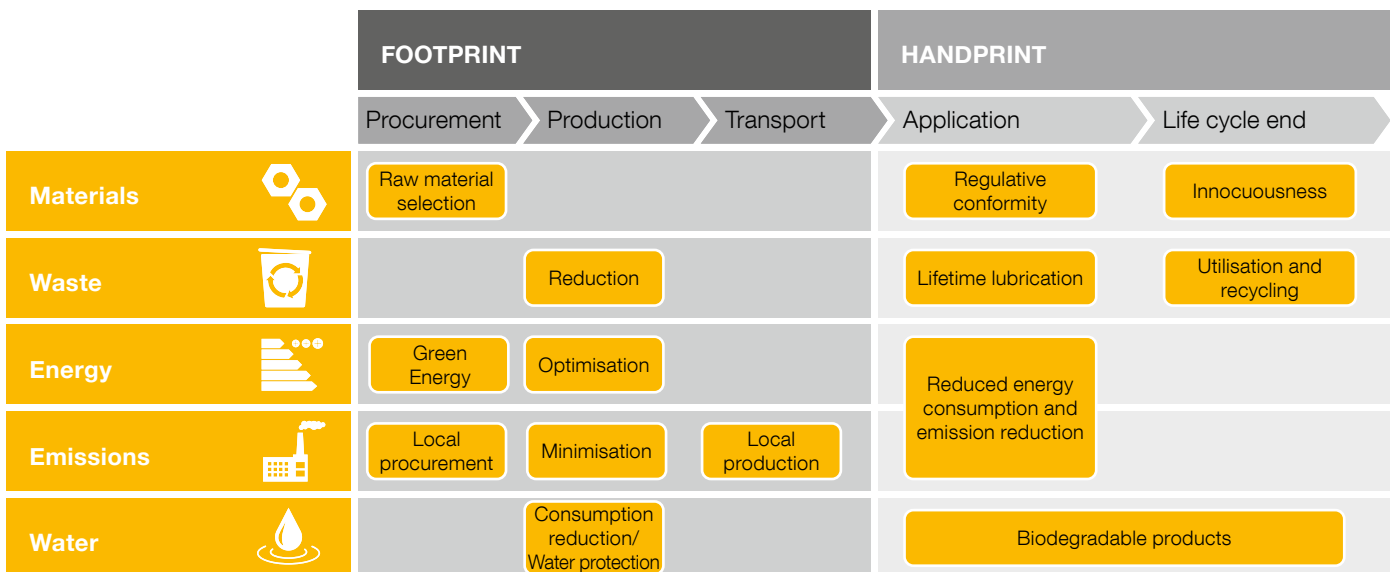 FOOTPRINT
HANDPRINT
Procurement
Production
Transport
Application
Life cycle end
Materials
Raw material
selection
Regulative
conformity
Innocuousness
Waste
Reduction
Lifetime lubrication
Utilisation and
recycling
Energy
Green
Energy
Optimisation
Reduced energy
consumption and
emission reduction
Emissions
Local
procurement
Minimisation
Local
production
Water
Consumption
reduction/
Water protection
Biodegradable products